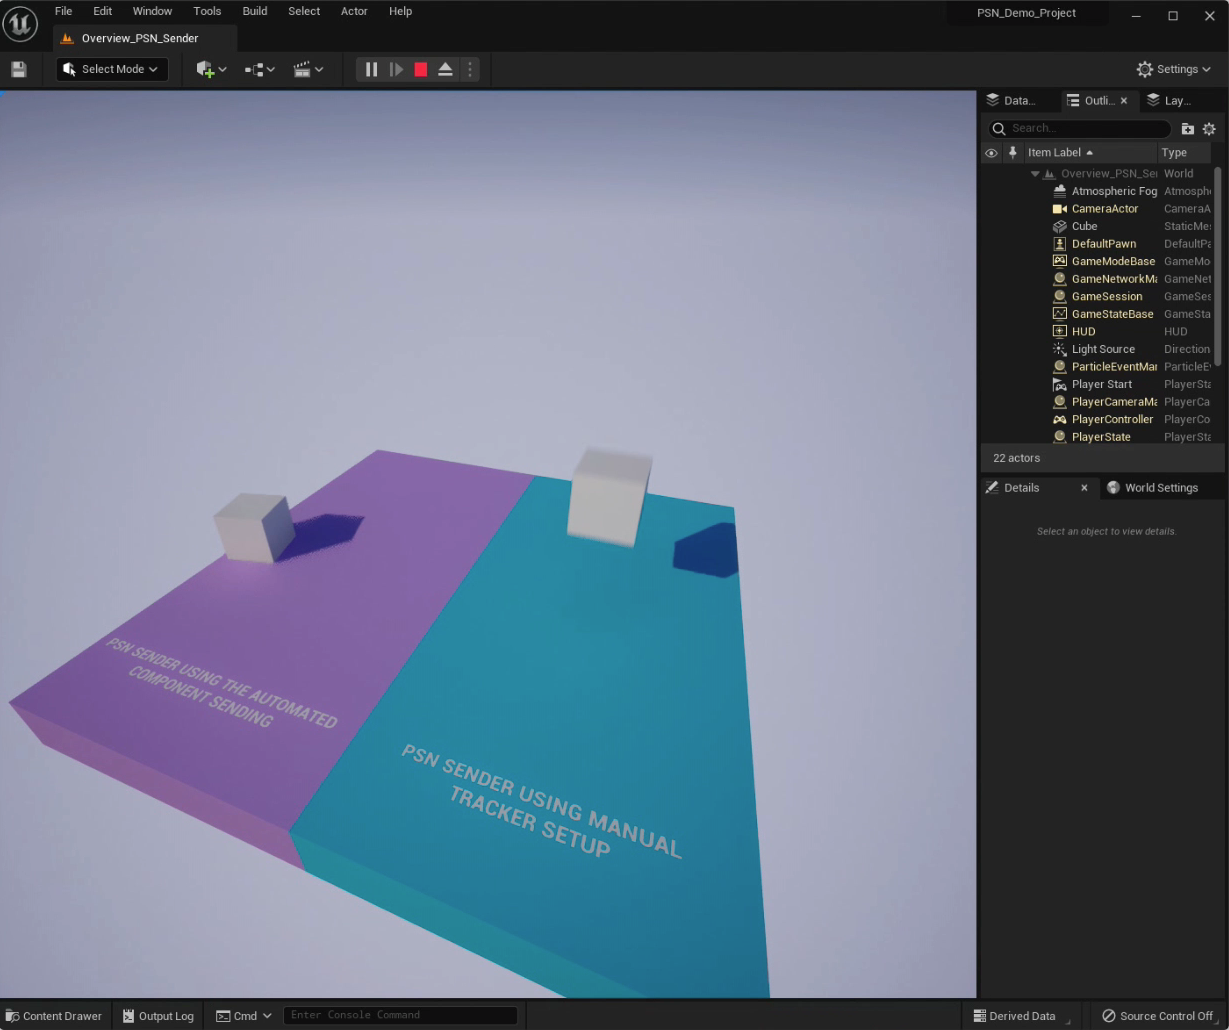 File Edit Window Tools Build Select Actor Help
PSN_Demo_Project
Overview_PSN_Sender
Select Mode
Settings
Data...
Outli...
Lay...
Search...
Item Label
Type
Overview_PSN_Sei World
Atmospheric Fog Atmosph
CameraActor CameraA
Cube StaticMe
DefaultPawn DefaultPa
GameModeBase GameMo
GameNetworkMa GameNet
GameSession GameSes
GameStateBase GameSta
HUD HUD
Light Source Direction
ParticleEventMar ParticleE
Player Start PlayerSta
PlayerCameraMa PlayerCa
PlayerController PlayerCo
PlayerState PlayerSta
22 actors
Details
World Settings
Select an object to view details.
PSN SENDER USING THE AUTOMATED
COMPONENT SENDING
PSN SENDER USING MANUAL
TRACKER SETUP
Content Drawer
Output Log
Cmd
Enter Console Command
Derived Data
Source Control Off